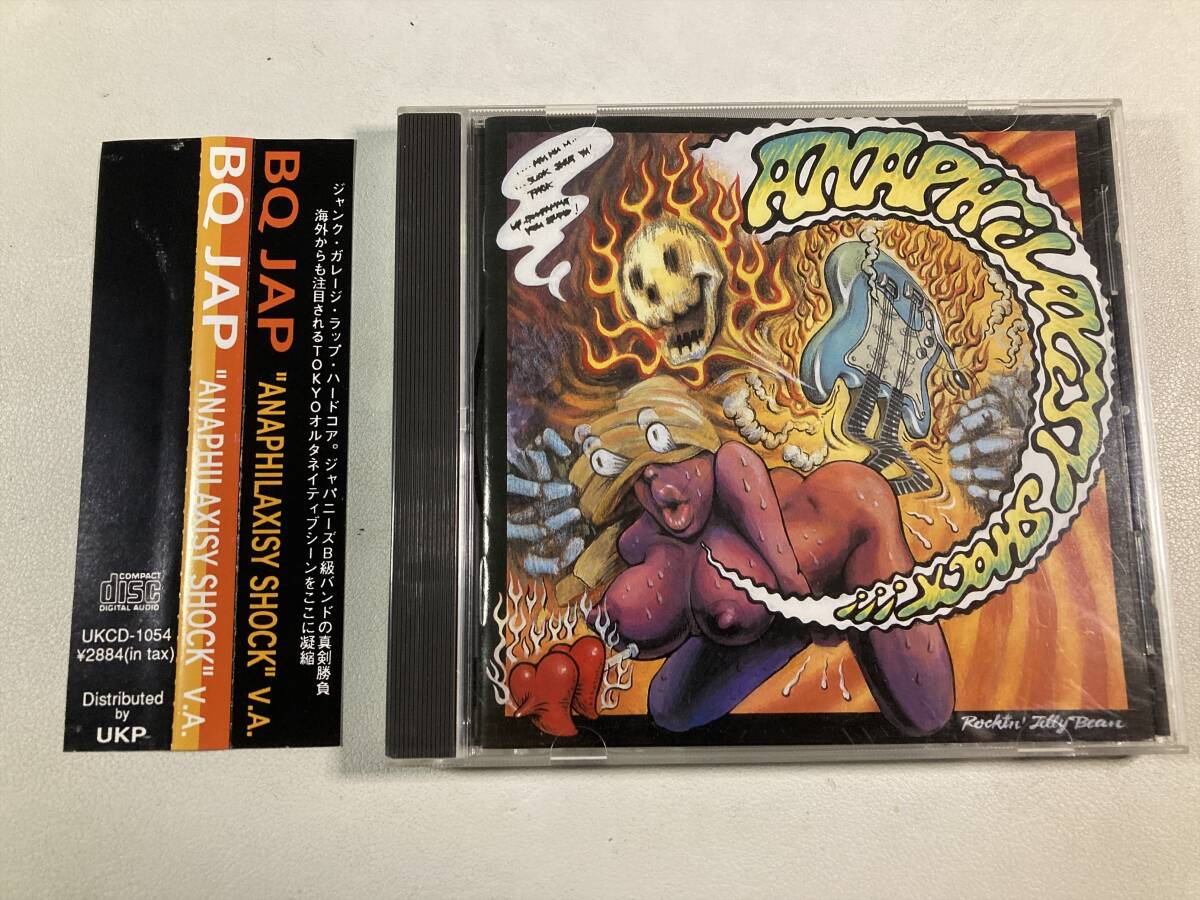 BQ JAP "ANAPHILAXISY SHOCK" V.A.
BQ JAP "ANAPHILAXISY SHOCK" V.A.
ジャンク・ガレージ・ラップ・ハードコア。ジャパニーズB級バンドの真剣勝負
海外からも注目されるTOKYOオルタネイティブシーンをここに凝縮
COMPACT
disc
DIGITAL AUDIO
UKCD-1054
¥2884(in tax)
Distributed
by
UKP
SHOCK!!!
Rockin' Jelly Bean